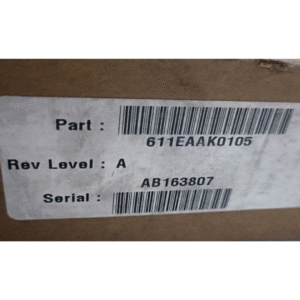 Part :
611EAAK0105
Rev Level : A
AB163807
Serial :